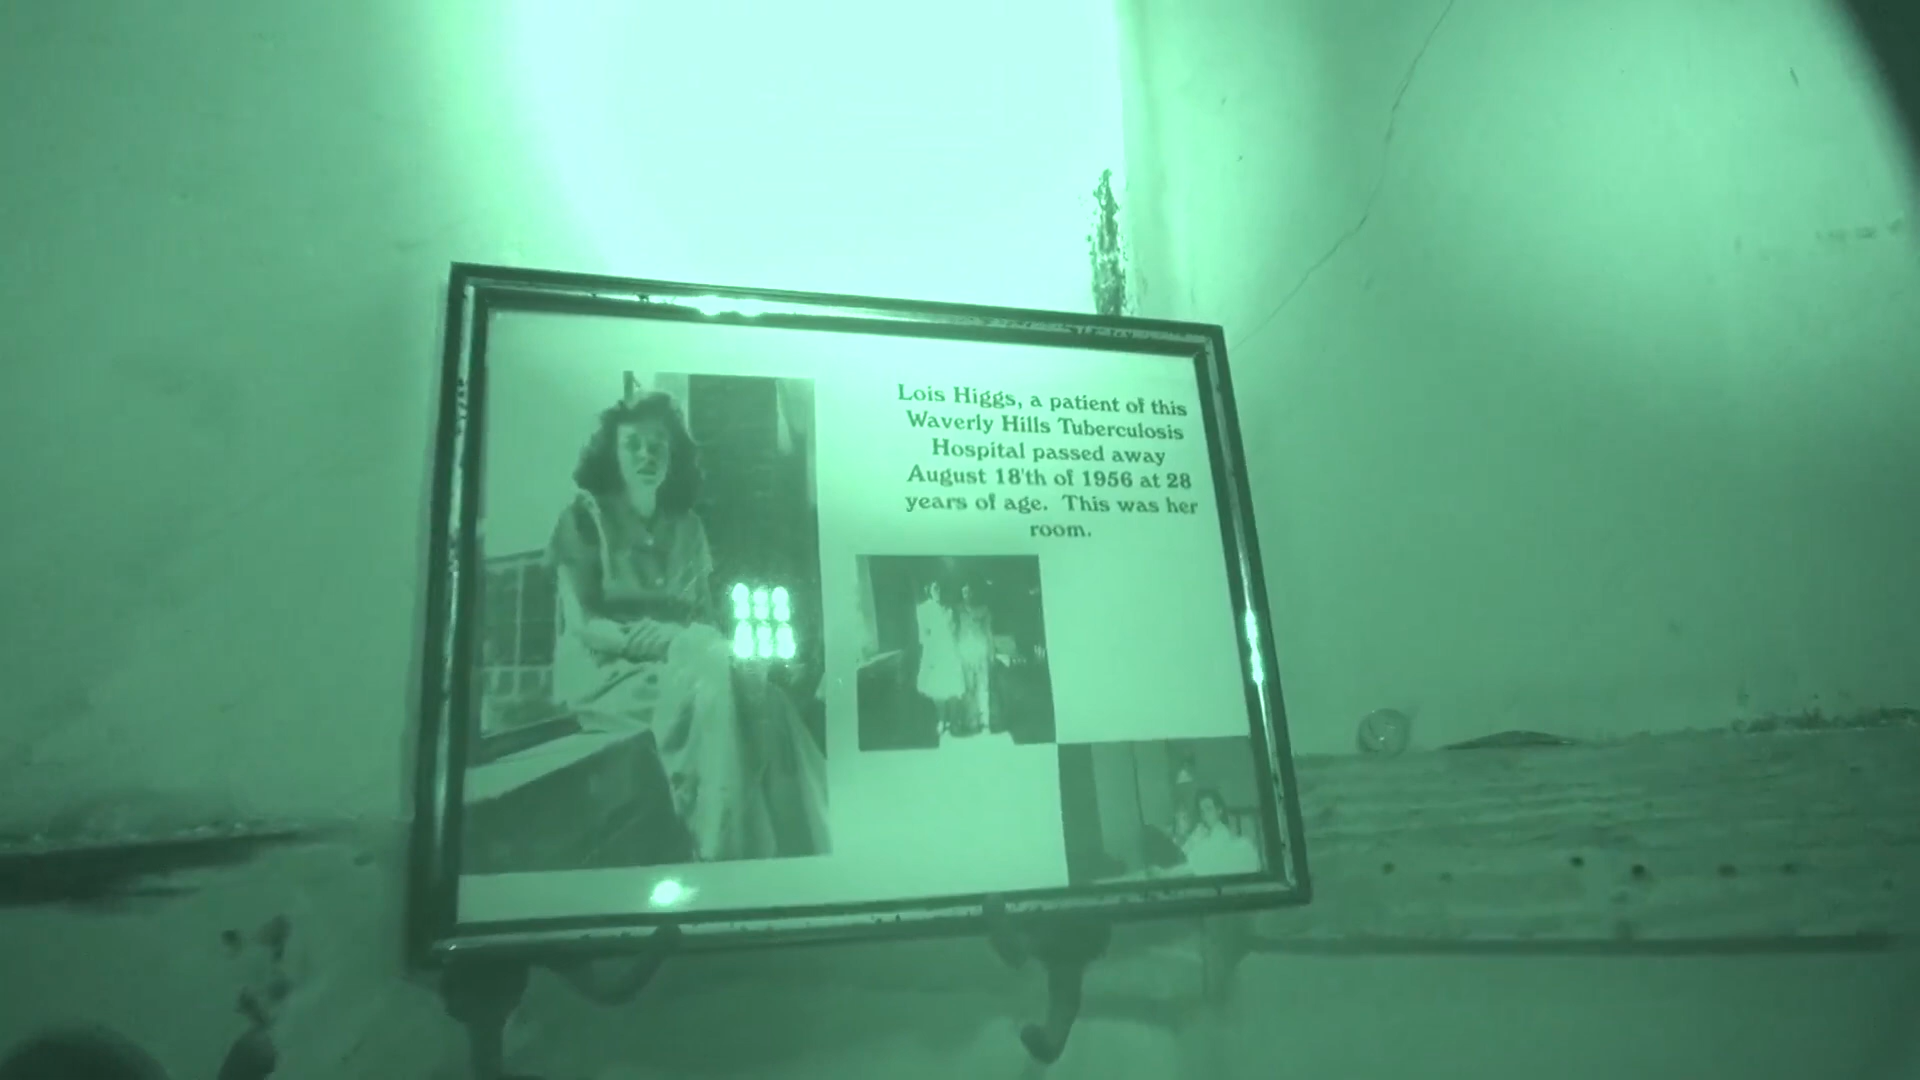 Lois Higgs, a patient of this
Waverly Hills Tuberculosis
Hospital passed away
August 18'th of 1956 at 28
years of age.  This was her
room.